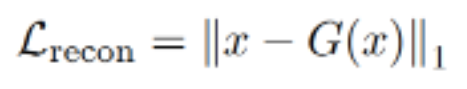 ℒ_recon = ‖x − G(x)‖₁